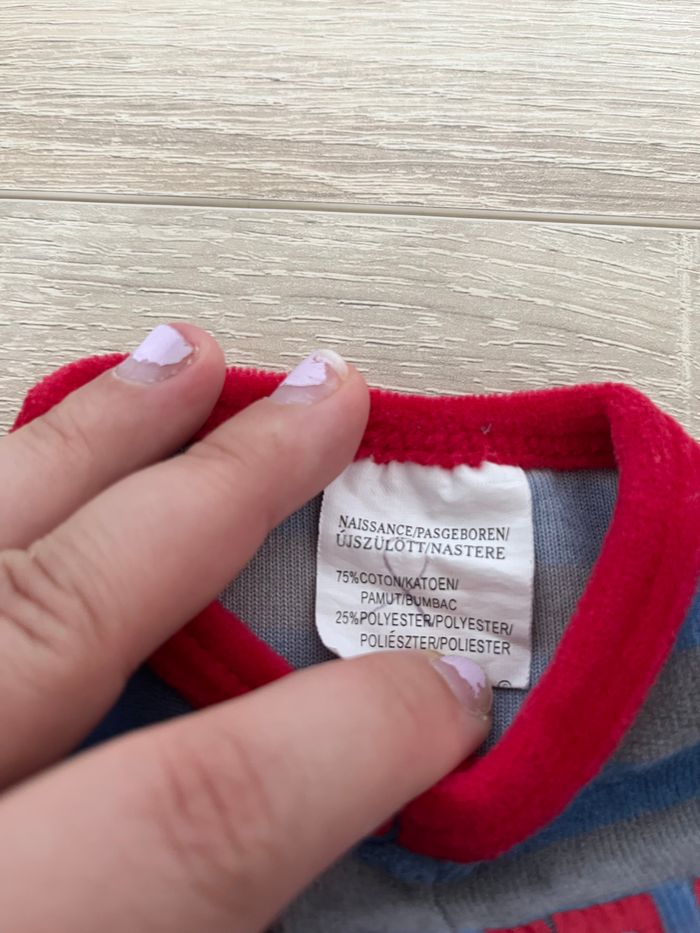 NAISSANCE/PASGEBOREN/
ÚJSZÜLÖTT/NASTERE
75%COTON/KATOEN/
PAMUT/BUMBAC
25%POLYESTER/POLYESTER/
POLIÉSZTER/POLIESTER